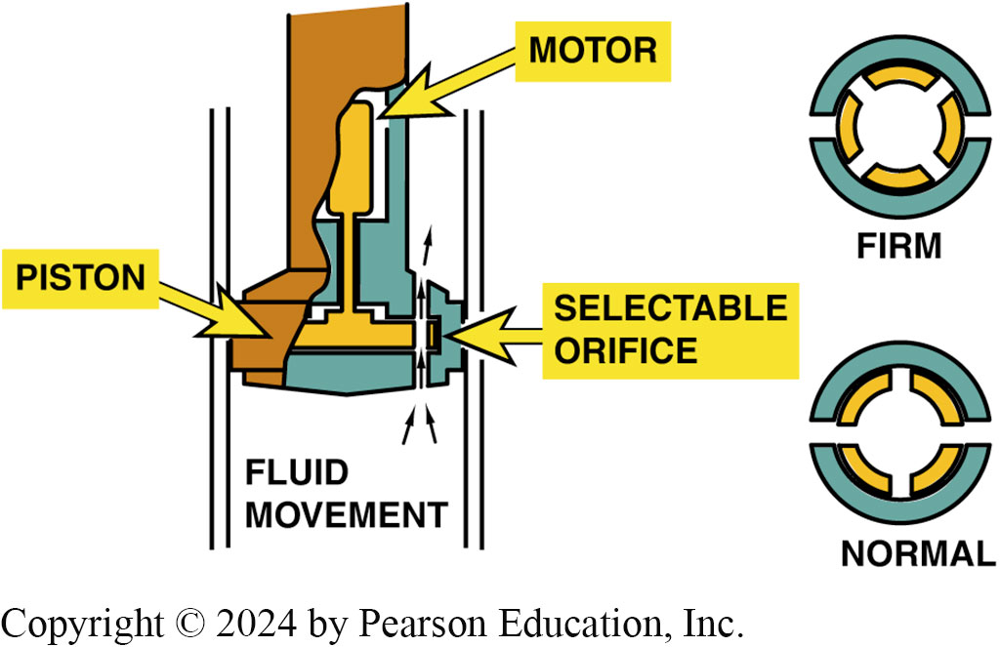 MOTOR
PISTON
SELECTABLE
ORIFICE
FLUID
MOVEMENT
FIRM
NORMAL
Copyright © 2024 by Pearson Education, Inc.